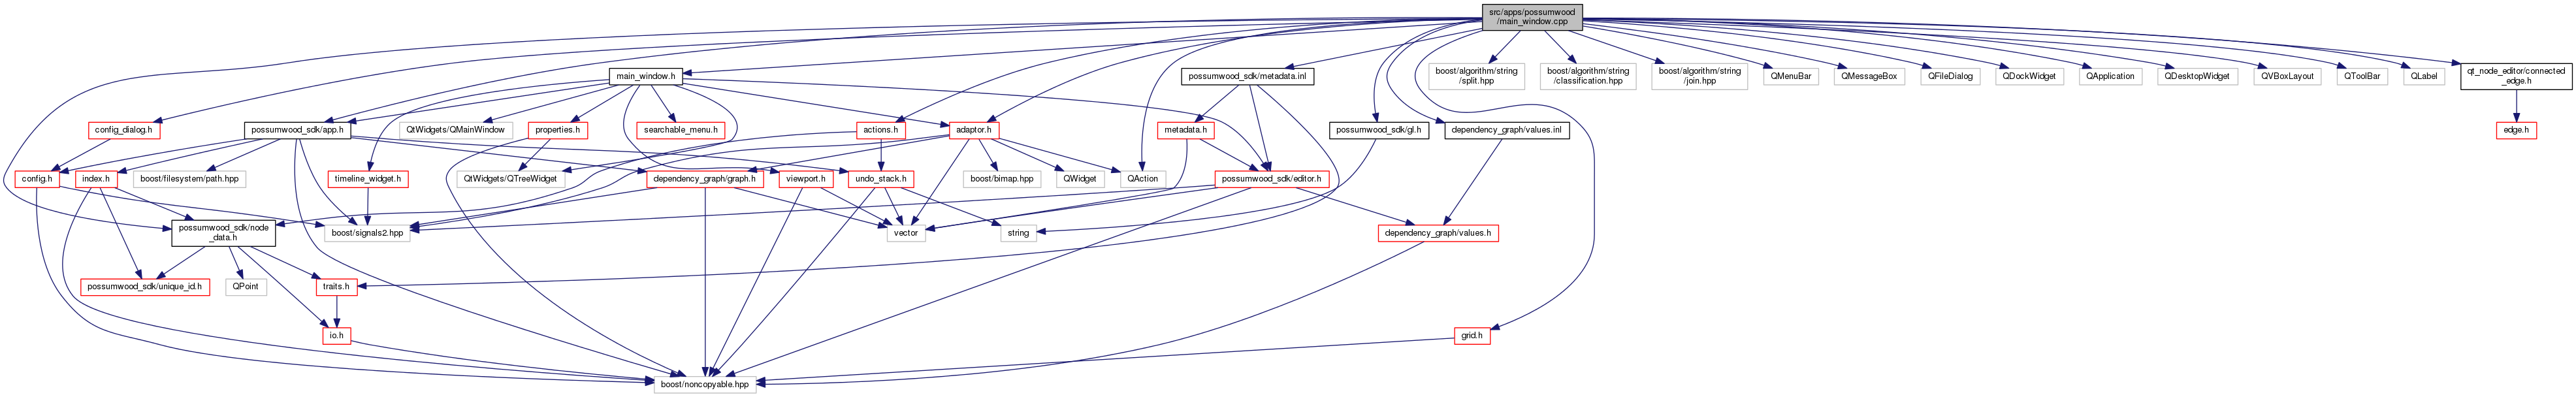 src/apps/possumwood
/main_window.cpp
main_window.h
possumwood_sdk/metadata.inl
boost/algorithm/string
/split.hpp
boost/algorithm/string
/classification.hpp
boost/algorithm/string
/join.hpp
QMenuBar
QMessageBox
QFileDialog
QDockWidget
QApplication
QDesktopWidget
QVBoxLayout
QToolBar
QLabel
qt_node_editor/connected
_edge.h
config_dialog.h
possumwood_sdk/app.h
QtWidgets/QMainWindow
properties.h
searchable_menu.h
actions.h
adaptor.h
metadata.h
possumwood_sdk/gl.h
dependency_graph/values.inl
edge.h
config.h
index.h
boost/filesystem/path.hpp
timeline_widget.h
QtWidgets/QTreeWidget
dependency_graph/graph.h
viewport.h
undo_stack.h
boost/bimap.hpp
QWidget
QAction
possumwood_sdk/editor.h
possumwood_sdk/node
_data.h
boost/signals2.hpp
vector
string
dependency_graph/values.h
possumwood_sdk/unique_id.h
QPoint
traits.h
io.h
grid.h
boost/noncopyable.hpp